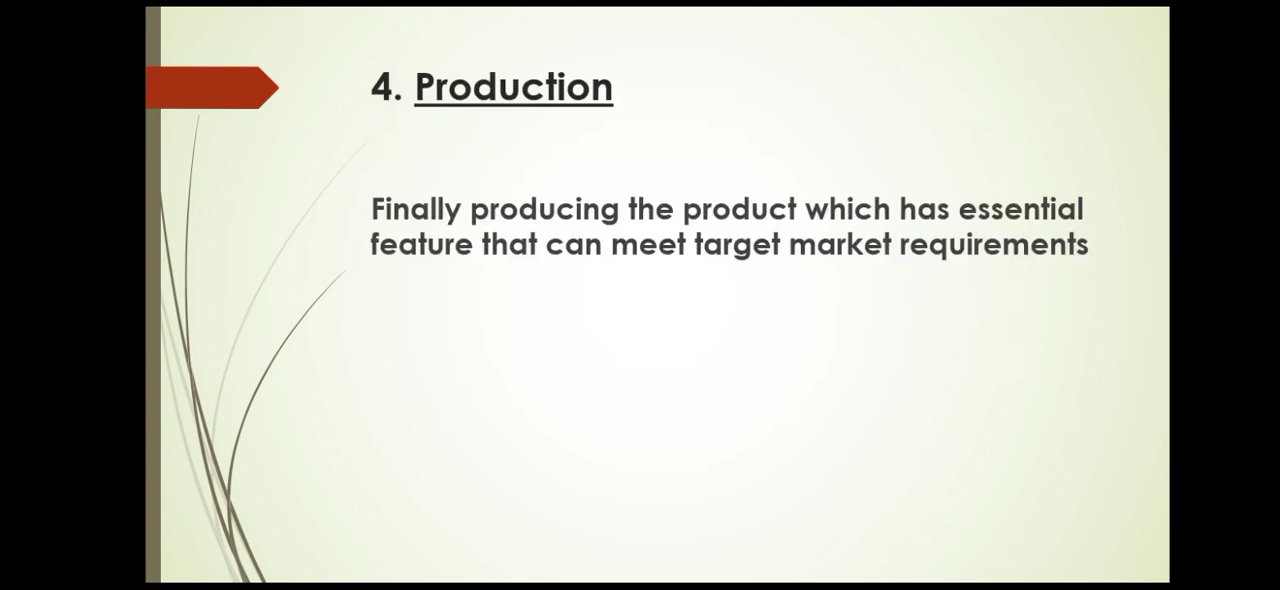 4. Production
Finally producing the product which has essential
feature that can meet target market requirements